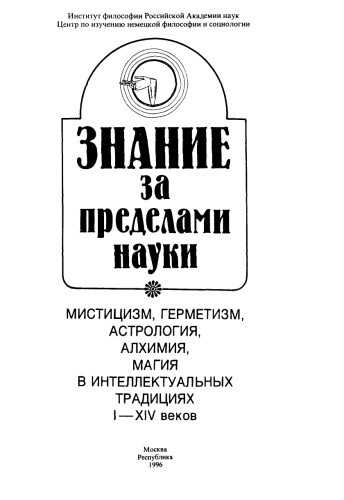 Институт философии Российской Академии наук
Центр по изучению немецкой философии и социологии
ЗНАНИЕ
за
пределами
науки
МИСТИЦИЗМ, ГЕРМЕТИЗМ,
АСТРОЛОГИЯ,
АЛХИМИЯ,
МАГИЯ
В ИНТЕЛЛЕКТУАЛЬНЫХ
ТРАДИЦИЯХ
I—XIV веков
Москва
Республика
1996